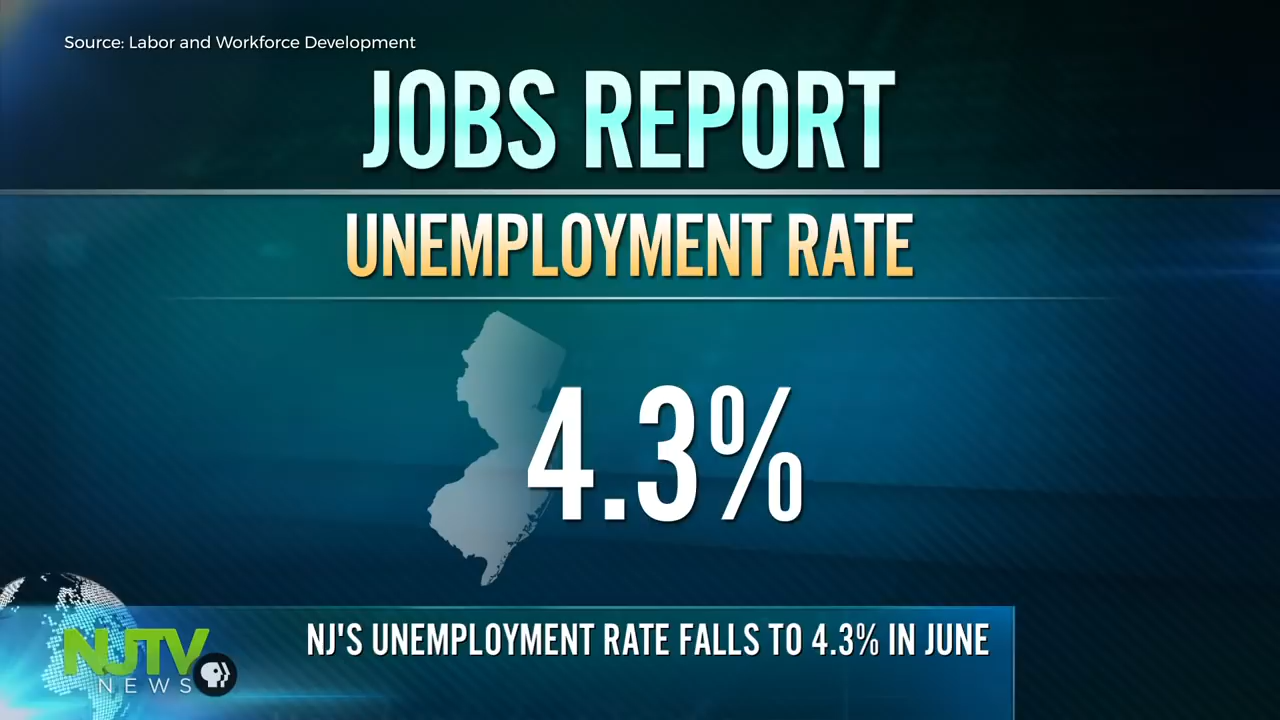 Source: Labor and Workforce Development
JOBS REPORT
UNEMPLOYMENT RATE
4.3%
NJ'S UNEMPLOYMENT RATE FALLS TO 4.3% IN JUNE
NJTV
NEWS